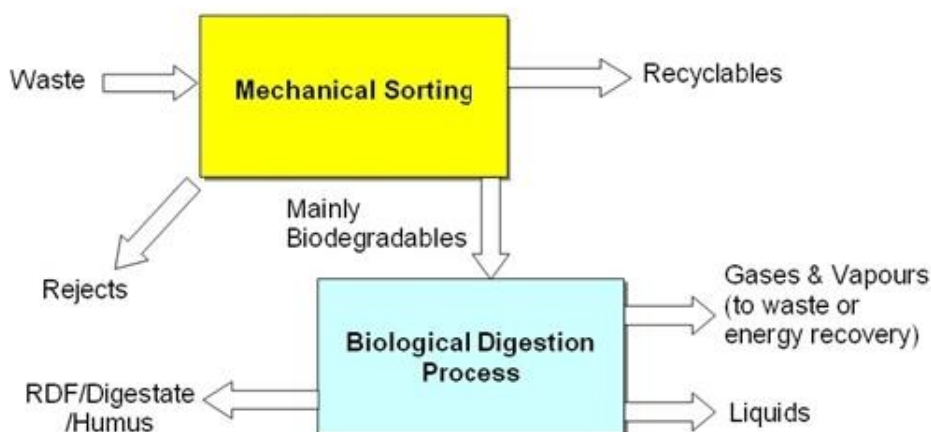 Waste
Mechanical Sorting
Recyclables
Mainly
Biodegradables
Rejects
Gases & Vapours
(to waste or
energy recovery)
Biological Digestion
Process
RDF/Digestate
/Humus
Liquids